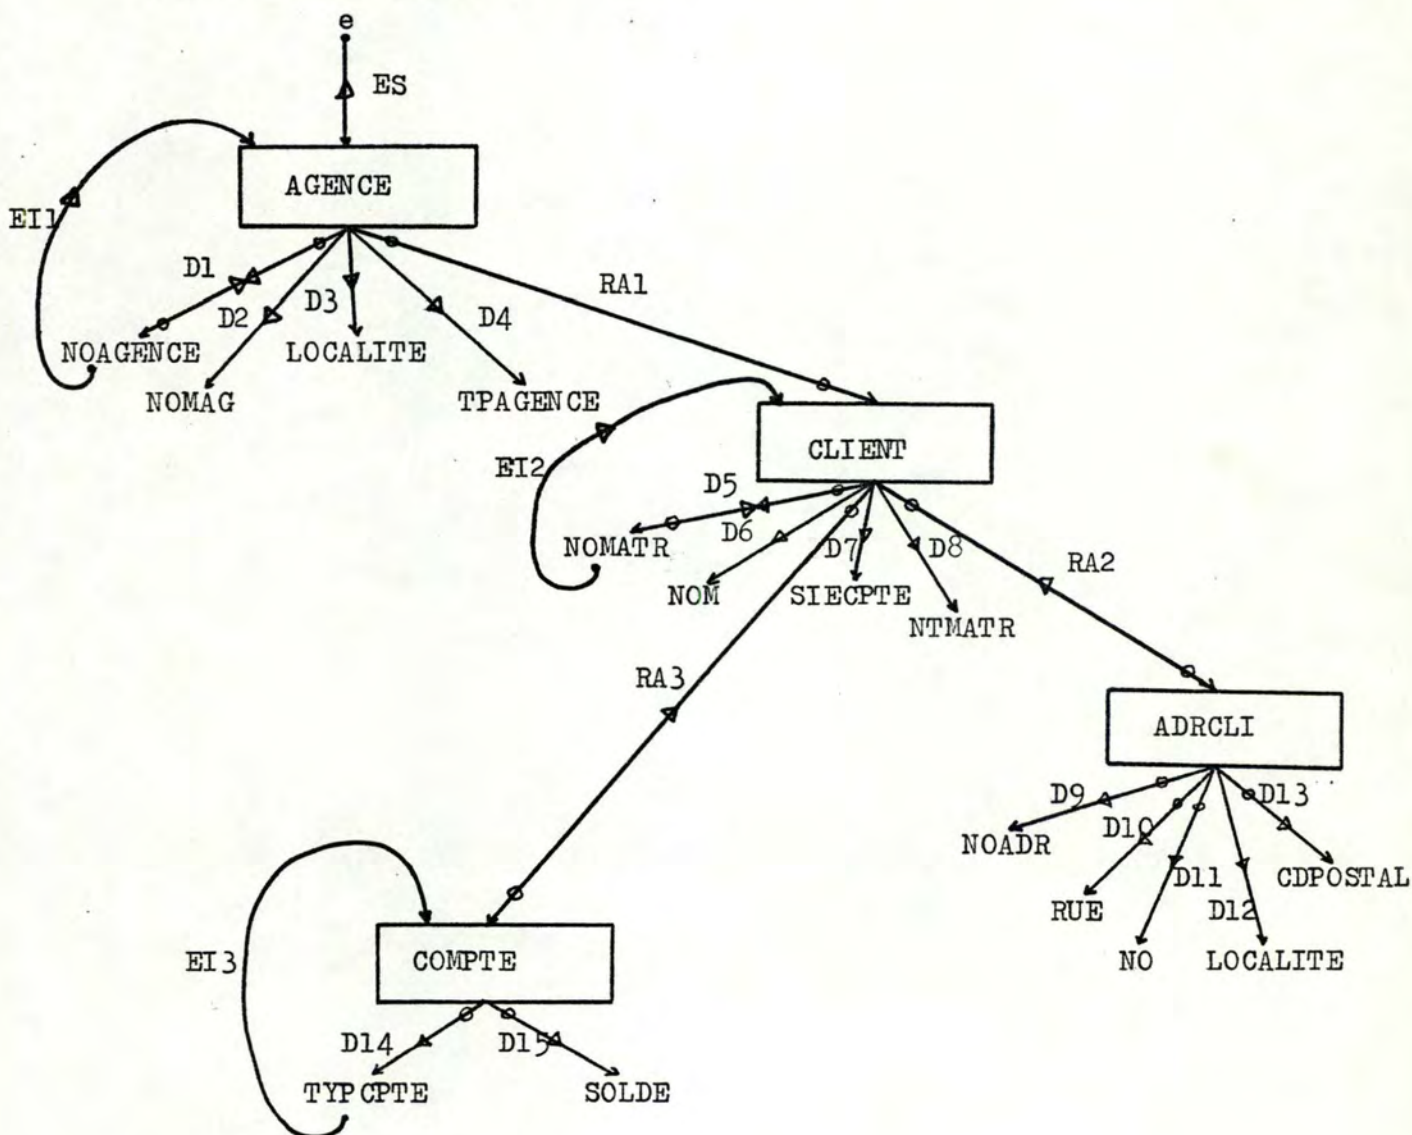 e
ES
AGENCE
EI1
D1
D2
D3
D4
RA1
NOAGENCE
LOCALITE
NOMAG
TPAGENCE
CLIENT
EI2
D5
D6
D7
D8
NOMATR
NOM
SIECPTE
NTMATR
RA2
RA3
ADRCLI
D9
D10
D11
D12
D13
NOADR
RUE
NO
LOCALITE
CDPOSTAL
EI3
COMPTE
D14
D15
TYPCPTE
SOLDE